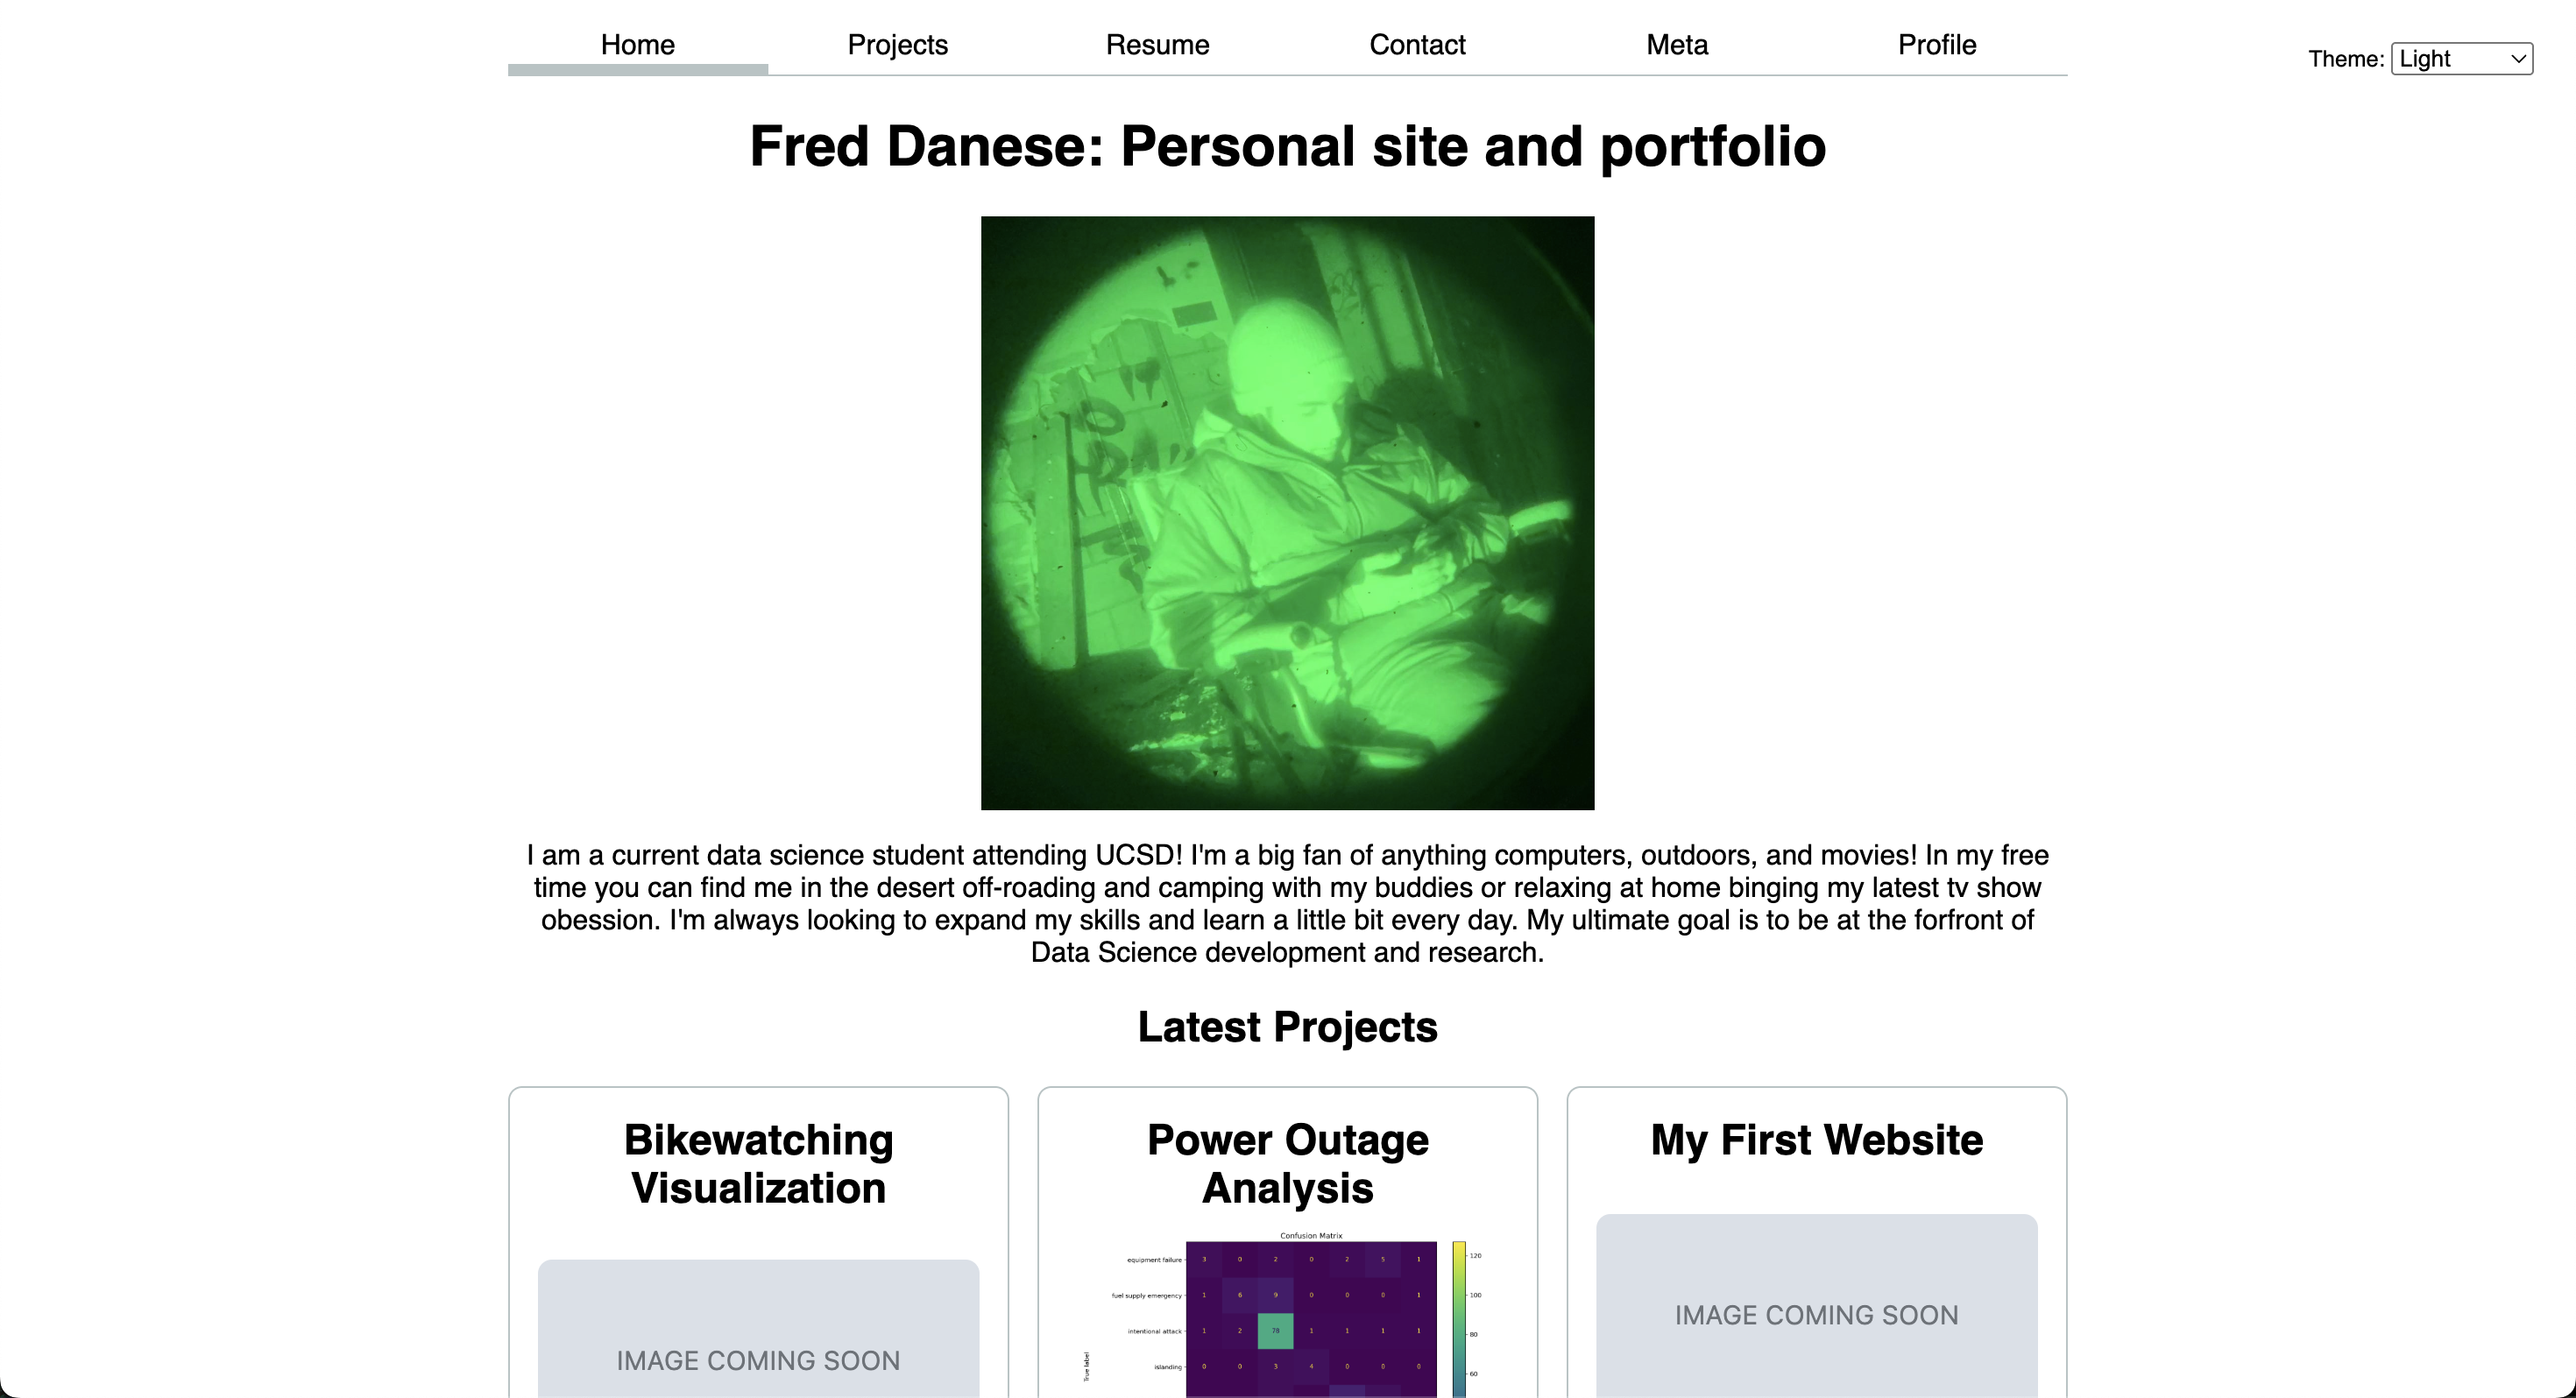 Home Projects Resume Contact Meta Profile
Theme: Light
Fred Danese: Personal site and portfolio
I am a current data science student attending UCSD! I'm a big fan of anything computers, outdoors, and movies! In my free
time you can find me in the desert off-roading and camping with my buddies or relaxing at home binging my latest tv show
obession. I'm always looking to expand my skills and learn a little bit every day. My ultimate goal is to be at the forfront of
Data Science development and research.
Latest Projects
Bikewatching
Visualization
IMAGE COMING SOON
Power Outage
Analysis
Confusion Matrix
equipment failure 3 0 2 0 2 5 1
fuel supply emergency 1 6 9 0 0 0 1
intentional attack 1 2 78 1 1 1 1
islanding 0 0 3 4 0 0 0
True label
120
100
80
60
My First Website
IMAGE COMING SOON